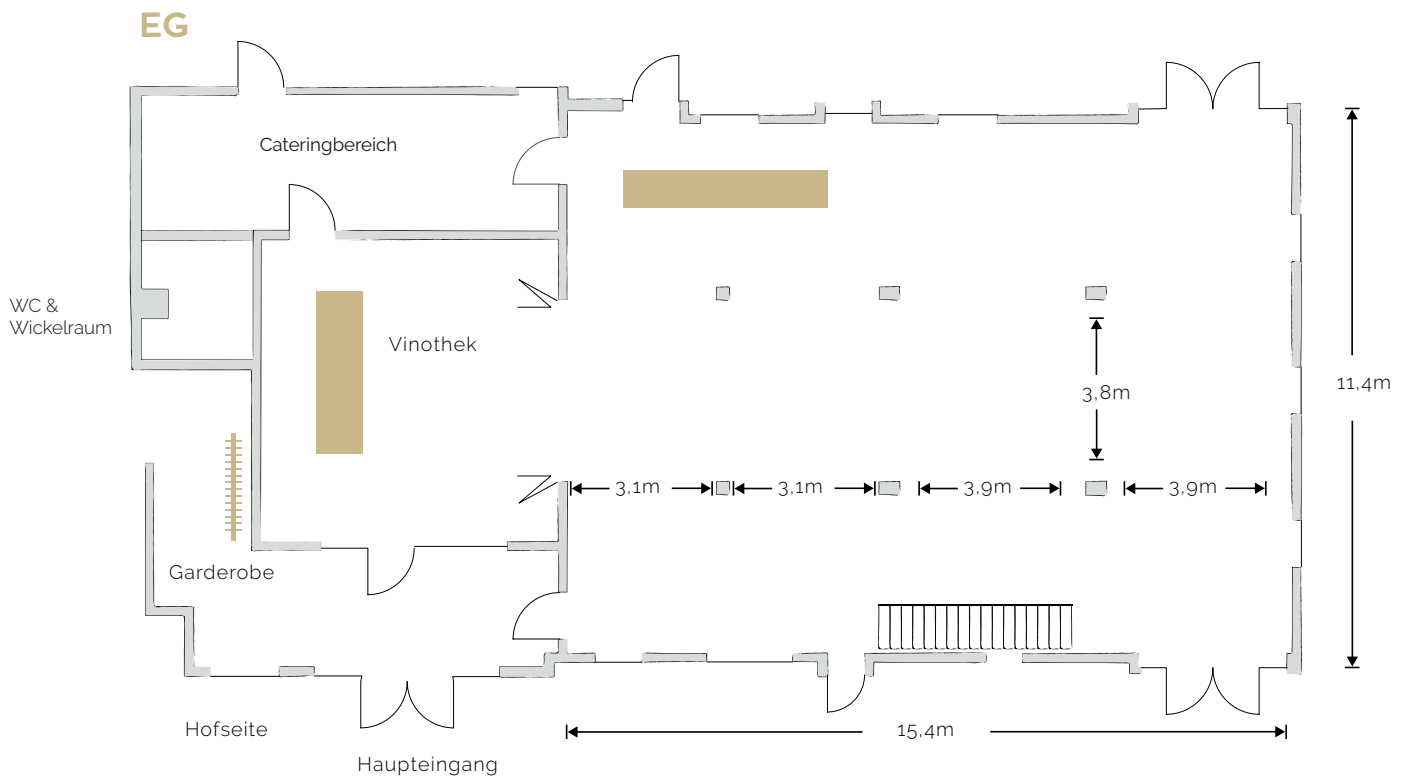 EG
Cateringbereich
WC &
Wickelraum
Vinothek
11,4m
3,8m
3,1m
3,1m
3,9m
3,9m
Garderobe
Hofseite
15,4m
Haupteingang